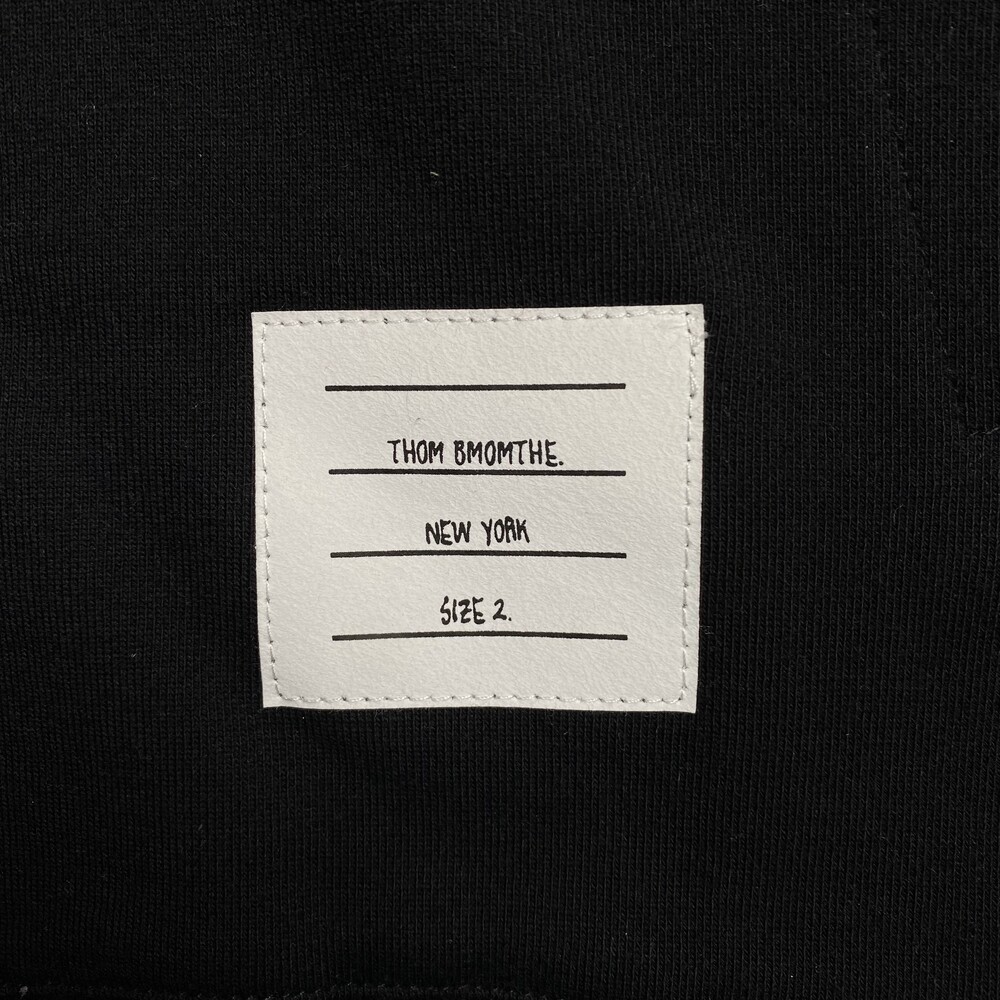 THOM BMOMTHE.
NEW YORK
SIZE 2.